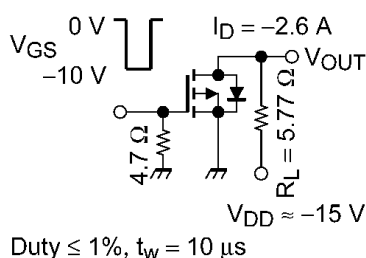 0 V
I_D = −2.6 A
V_GS
V_OUT
−10 V
4.7 Ω
R_L = 5.77 Ω
V_DD ≈ −15 V
Duty ≤ 1%, t_w = 10 μs